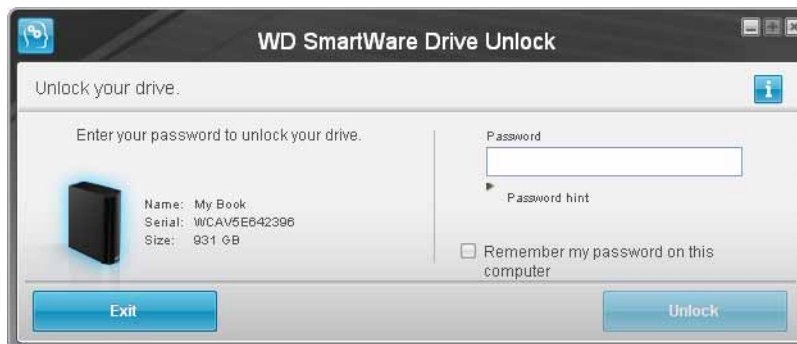 WD SmartWare Drive Unlock
Unlock your drive.
Enter your password to unlock your drive.
Name: My Book
Serial: WCAV5E642396
Size: 931 GB
Password
Password hint
Remember my password on this
computer
Exit
Unlock